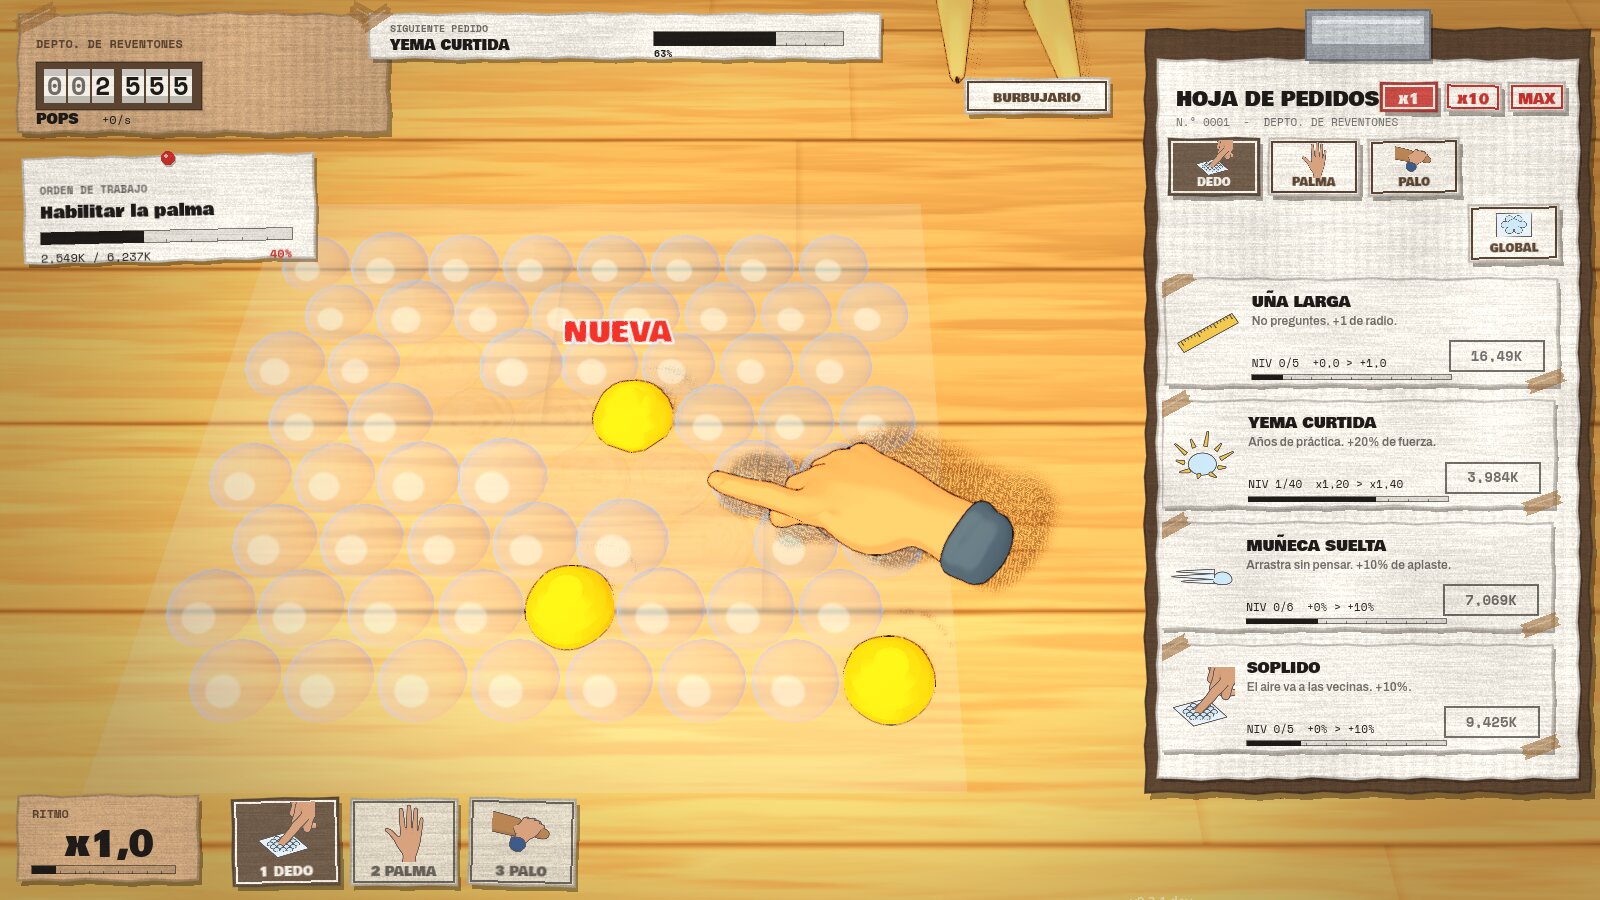 DEPTO. DE REVENTONES
002555
POPS +0/s
SIGUIENTE PEDIDO
YEMA CURTIDA
63%
BURBUJARIO
ORDEN DE TRABAJO
Habilitar la palma
2,549K / 6,237K
40%
NUEVA
HOJA DE PEDIDOS
x1
x10
MAX
N.° 0001 - DEPTO. DE REVENTONES
DEDO
PALMA
PALO
GLOBAL
UÑA LARGA
No preguntes. +1 de radio.
NIV 0/5 +0,0 > +1,0
16,49K
YEMA CURTIDA
Años de práctica. +20% de fuerza.
NIV 1/40 x1,20 > x1,40
3,984K
MUÑECA SUELTA
Arrastra sin pensar. +10% de aplaste.
NIV 0/6 +0% > +10%
7,069K
SOPLIDO
El aire va a las vecinas. +10%.
NIV 0/5 +0% > +10%
9,425K
RITMO
x1,0
1 DEDO
2 PALMA
3 PALO